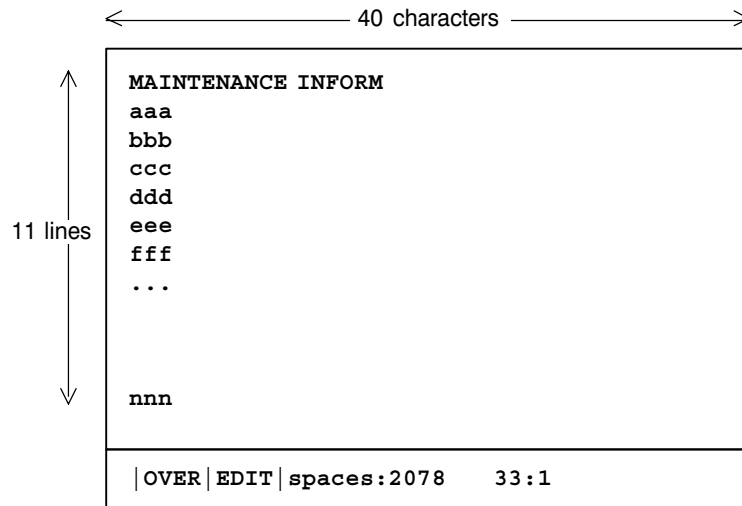 40 characters
MAINTENANCE INFORM
aaa
bbb
ccc
ddd
11 lines
eee
fff
...
nnn
|OVER|EDIT|spaces:2078 33:1